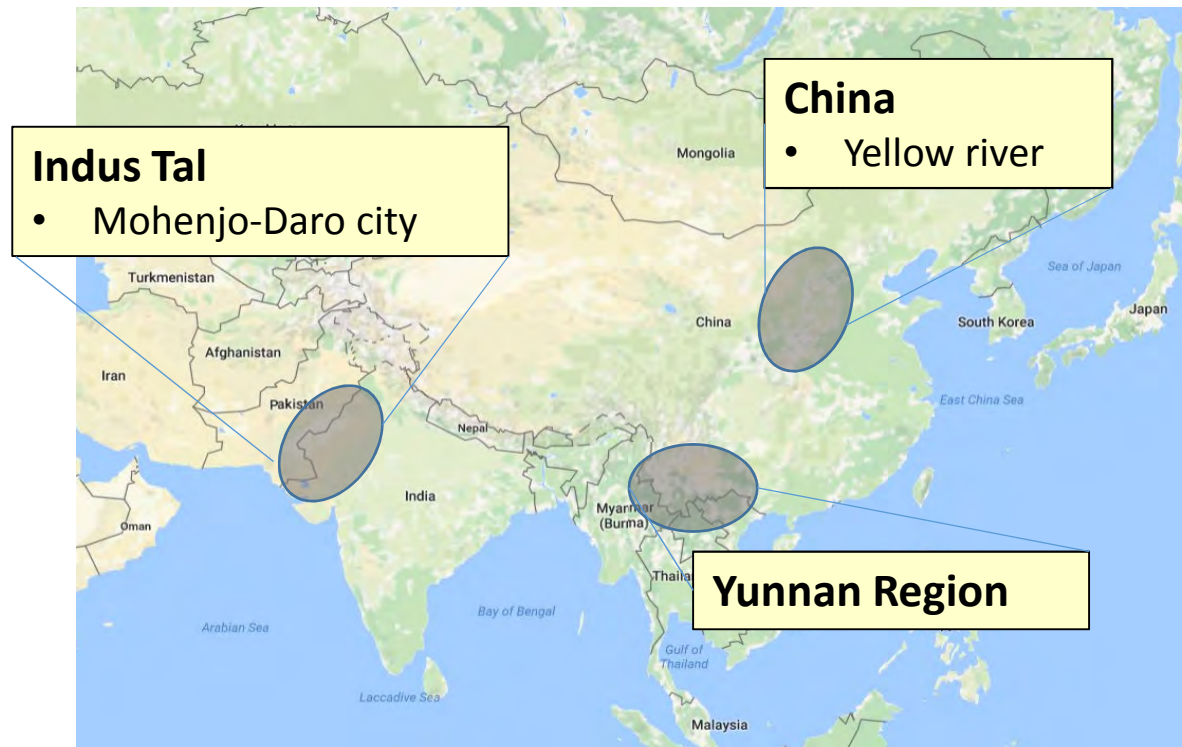 China
• Yellow river
Indus Tal
• Mohenjo-Daro city
Mongolia
Turkmenistan
Sea of Japan
Japan
China
South Korea
Afghanistan
Iran
Pakistan
East China Sea
Nepal
India
Myanmar
(Burma)
Oman
Thaila
Yunnan Region
Bay of Bengal
Arabian Sea
Gulf of
Thailand
Laccadive Sea
Malaysia